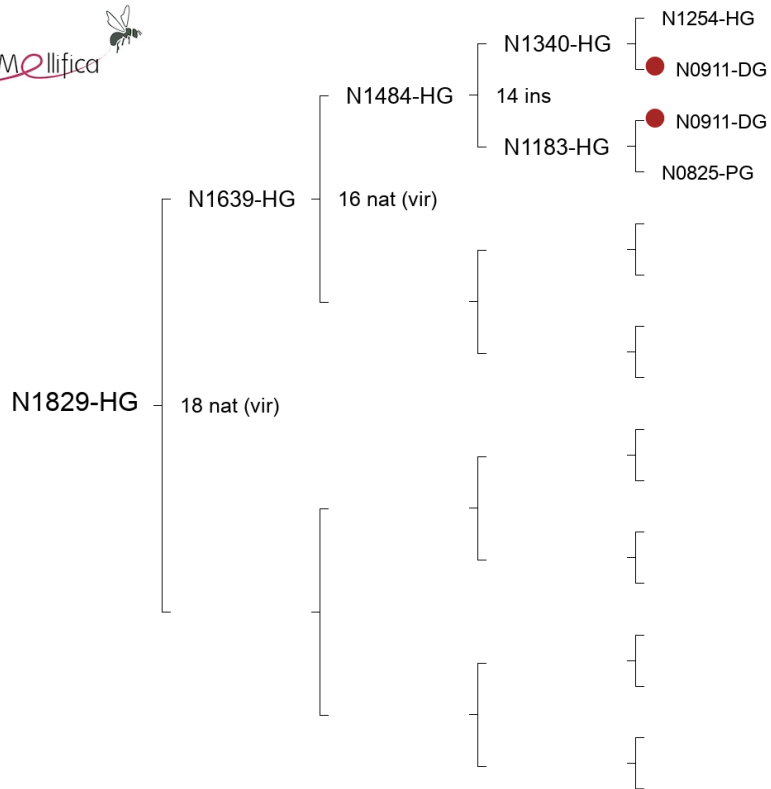 Mellifica
N1254-HG
N1340-HG
N0911-DG
N1484-HG
14 ins
N0911-DG
N1183-HG
N0825-PG
N1639-HG
16 nat (vir)
N1829-HG
18 nat (vir)